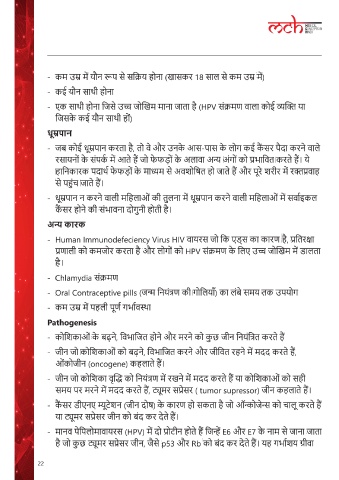 mch
- कम उम्र में यौन रूप से सक्रिय होना (खासकर 18 साल से कम उम्र में)
- कई यौन साथी होना
- एक साथी होना जिसे उच्च जोखिम माना जाता है (HPV संक्रमण वाला कोई व्यक्ति या
जिसके कई यौन साथी हों)
धूम्रपान
- जब कोई धूम्रपान करता है, तो वे और उनके आस-पास के लोग कई कैंसर पैदा करने वाले
रसायनों के संपर्क में आते हैं जो फेफड़ों के अलावा अन्य अंगों को प्रभावित करते हैं। ये
हानिकारक पदार्थ फेफड़ों के माध्यम से अवशोषित हो जाते हैं और पूरे शरीर में रक्तप्रवाह
से पहुंच जाते हैं।
- धूम्रपान न करने वाली महिलाओं की तुलना में धूम्रपान करने वाली महिलाओं में सर्वाइकल
कैंसर होने की संभावना दोगुनी होती है।
अन्य कारक
- Human Immunodefeciency Virus HIV वायरस जो कि एड्स का कारण है, प्रतिरक्षा
प्रणाली को कमजोर करता है और लोगों को HPV संक्रमण के लिए उच्च जोखिम में डालता
है।
- Chlamydia संक्रमण
- Oral Contraceptive pills (जन्म नियंत्रण की गोलियाँ) का लंबे समय तक उपयोग
- कम उम्र में पहली पूर्ण गर्भावस्था
Pathogenesis
- कोशिकाओं के बढ़ने, विभाजित होने और मरने को कुछ जीन नियंत्रित करते हैं
- जीन जो कोशिकाओं को बढ़ने, विभाजित करने और जीवित रहने में मदद करते हैं,
ऑंकोजीन (oncogene) कहलाते हैं।
- जीन जो कोशिका वृद्धि को नियंत्रण में रखने में मदद करते हैं या कोशिकाओं को सही
समय पर मरने में मदद करते हैं, ट्यूमर सप्रेसर ( tumor supressor) जीन कहलाते हैं।
- कैंसर डीएनए म्यूटेशन (जीन दोष) के कारण हो सकता है जो ऑन्कोजेन्स को चालू करते हैं
या ट्यूमर सप्रेसर जीन को बंद कर देते हैं।
- मानव पेपिलोमावायरस (HPV) में दो प्रोटीन होते हैं जिन्हें E6 और E7 के नाम से जाना जाता
है जो कुछ ट्यूमर सप्रेसर जीन, जैसे p53 और Rb को बंद कर देते हैं। यह गर्भाशय ग्रीवा
22